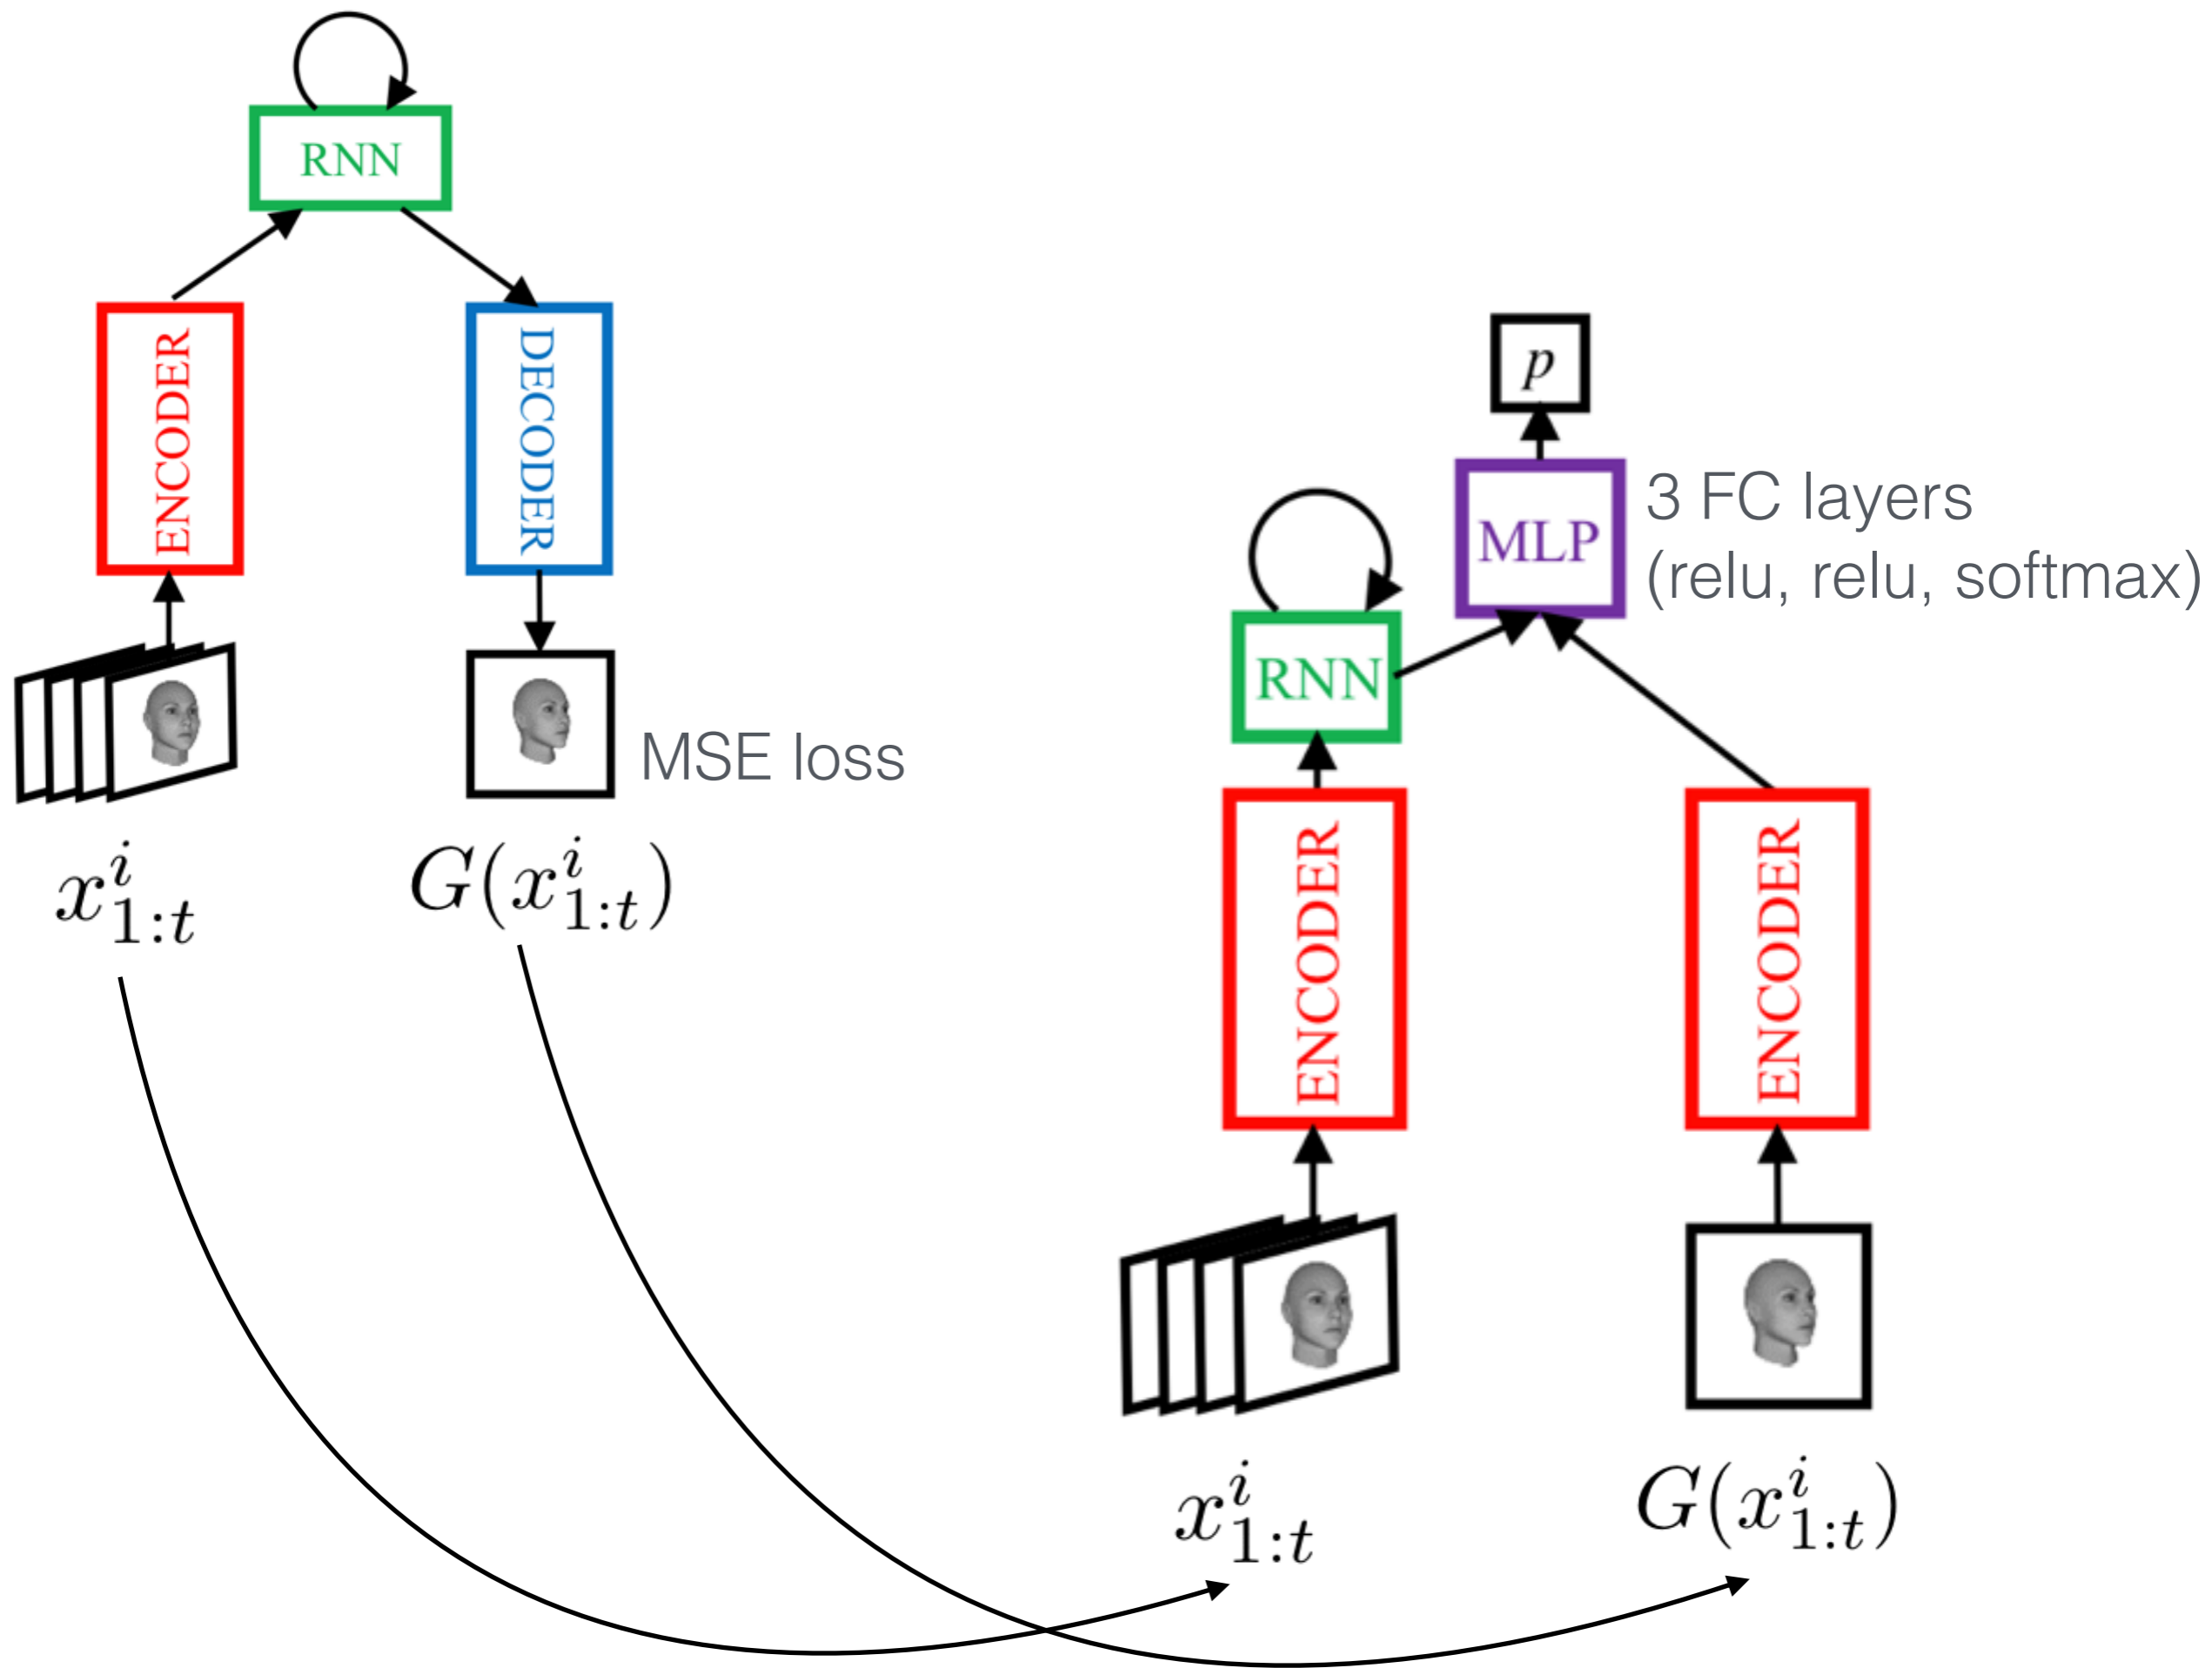 RNN
ENCODER
DECODER
MSE loss
x^i_{1:t}
G(x^i_{1:t})
p
MLP
3 FC layers
(relu, relu, softmax)
RNN
ENCODER
ENCODER
x^i_{1:t}
G(x^i_{1:t})